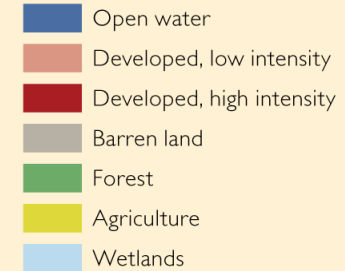 Open water
Developed, low intensity
Developed, high intensity
Barren land
Forest
Agriculture
Wetlands